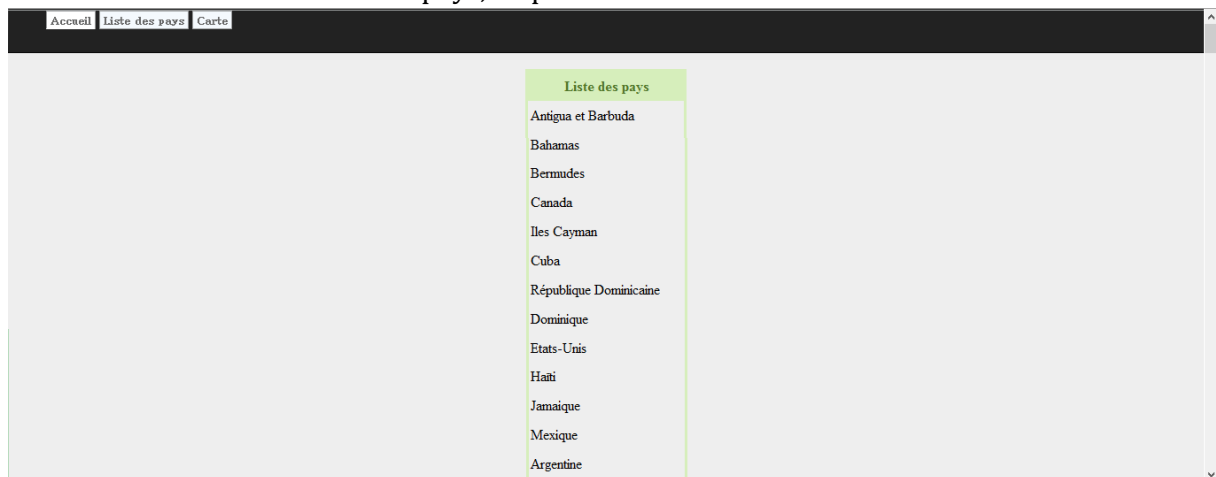 Accueil Liste des pays Carte
Liste des pays
Antigua et Barbuda
Bahamas
Bermudes
Canada
Iles Cayman
Cuba
République Dominicaine
Dominique
Etats-Unis
Haïti
Jamaique
Mexique
Argentine